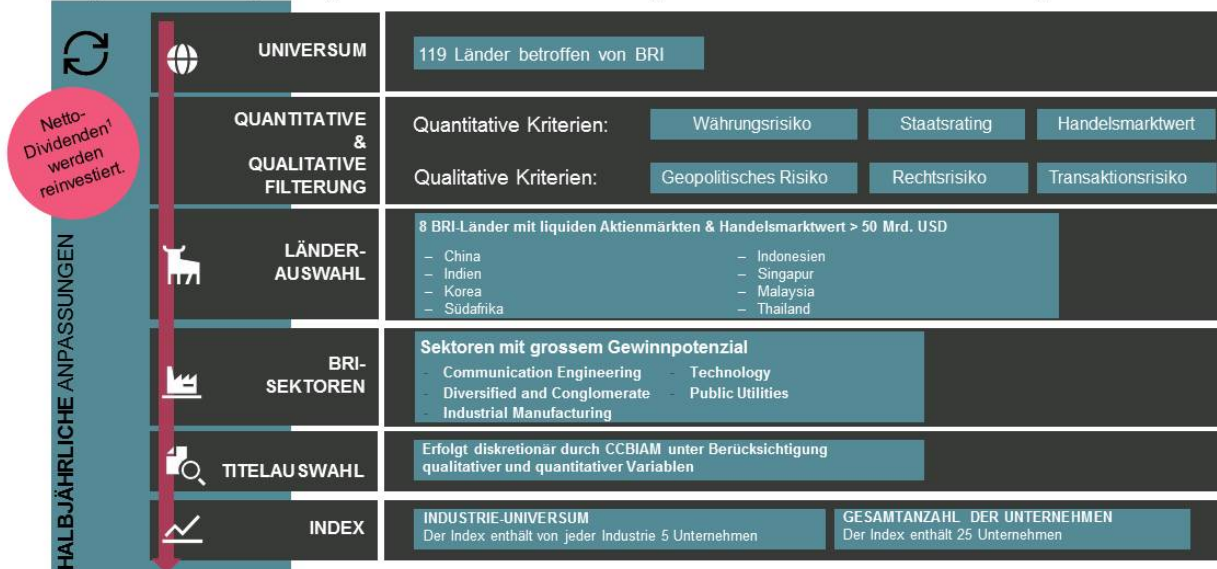 UNIVERSUM
119 Länder betroffen von BRI
Netto-
Dividenden¹
werden
reinvestiert.
HALBJÄHRLICHE ANPASSUNGEN
QUANTITATIVE
&
QUALITATIVE
FILTERUNG
Quantitative Kriterien: Währungsrisiko Staatsrating Handelsmarktwert
Qualitative Kriterien: Geopolitisches Risiko Rechtsrisiko Transaktionsrisiko
LÄNDER-
AUSWAHL
8 BRI-Länder mit liquiden Aktienmärkten & Handelsmarktwert > 50 Mrd. USD
– China
– Indien
– Korea
– Südafrika
– Indonesien
– Singapur
– Malaysia
– Thailand
BRI-
SEKTOREN
Sektoren mit grossem Gewinnpotenzial
- Communication Engineering
- Diversified and Conglomerate
- Industrial Manufacturing
- Technology
- Public Utilities
TITELAUSWAHL
Erfolgt diskretionär durch CCBIAM unter Berücksichtigung
qualitativer und quantitativer Variablen
INDEX
INDUSTRIE-UNIVERSUM
Der Index enthält von jeder Industrie 5 Unternehmen
GESAMTANZAHL DER UNTERNEHMEN
Der Index enthält 25 Unternehmen